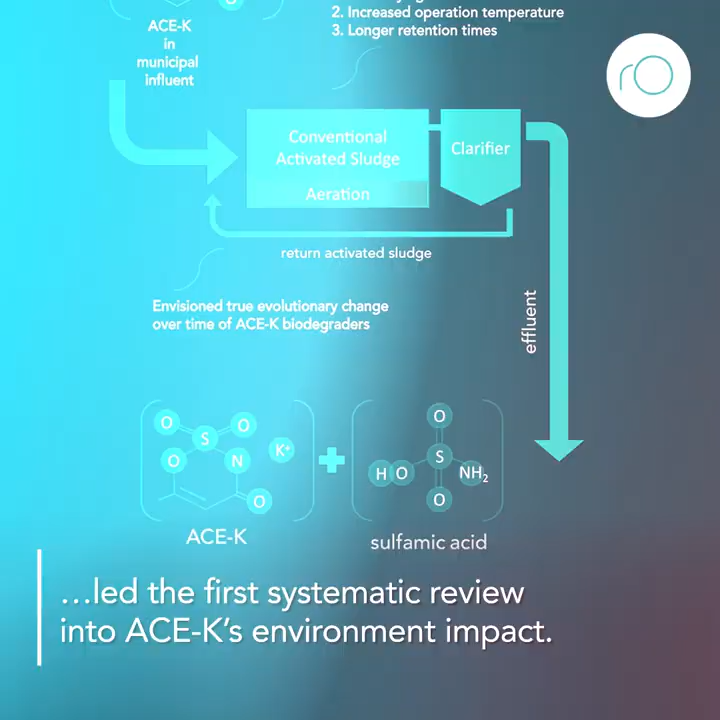 2. Increased operation temperature
3. Longer retention times
ACE-K
in
municipal
influent
rO
Conventional
Activated Sludge
Aeration
Clarifier
return activated sludge
effluent
Envisioned true evolutionary change
over time of ACE-K biodegraders
O
O
S
O
N
K+
O
ACE-K
O
S
H O
NH₂
O
sulfamic acid
…led the first systematic review
into ACE-K’s environment impact.